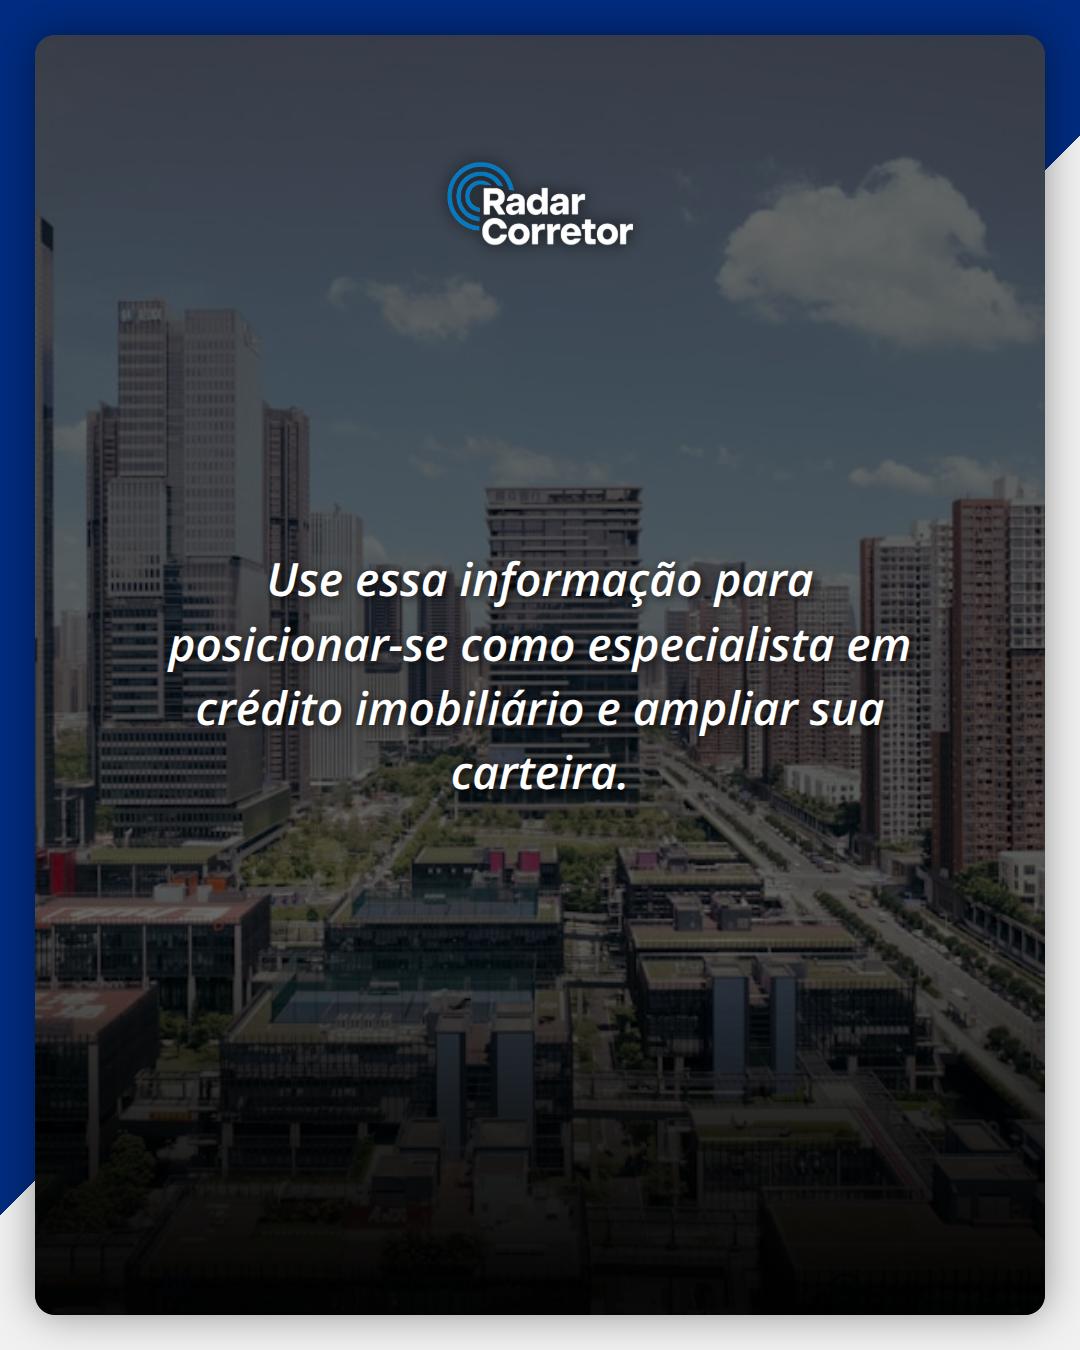 Radar
Corretor
Use essa informação para
posicionar-se como especialista em
crédito imobiliário e ampliar sua
carteira.